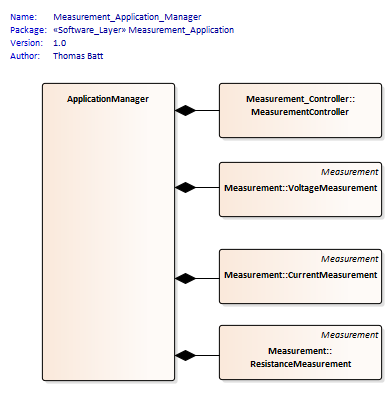 Name: Measurement_Application_Manager
Package: «Software_Layer» Measurement_Application
Version: 1.0
Author: Thomas Batt
ApplicationManager
Measurement_Controller::
MeasurementController
Measurement
Measurement::VoltageMeasurement
Measurement
Measurement::CurrentMeasurement
Measurement
Measurement::
ResistanceMeasurement